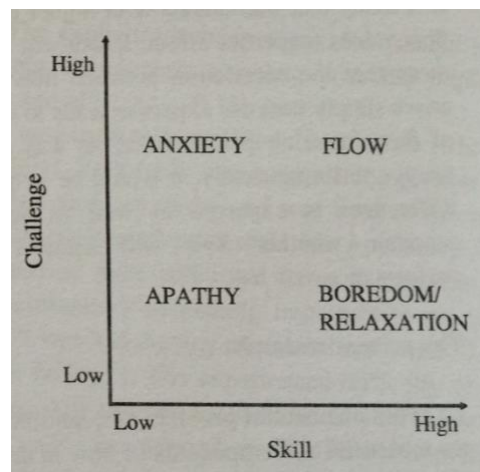 High
ANXIETY FLOW
Challenge
APATHY BOREDOM/
RELAXATION
Low
Low High
Skill